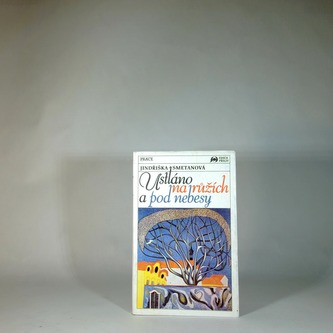 PRÁCE
JINDŘIŠKA SMETANOVÁ
Ustláno
na růžích
a pod nebesy